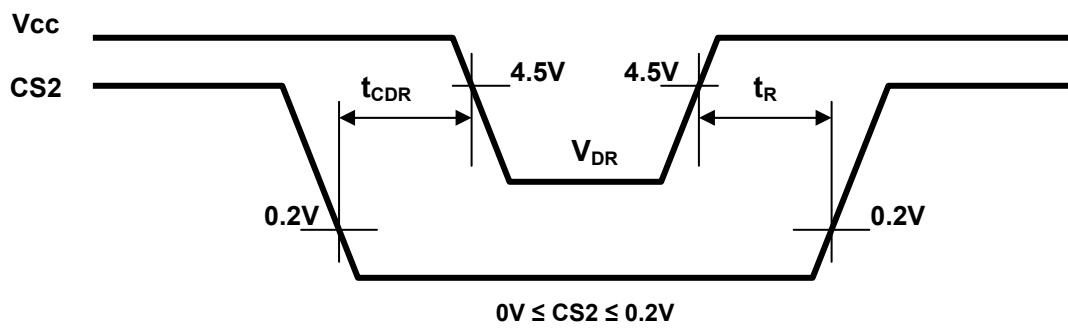 Vcc
4.5V
4.5V
CS2
tCDR
tR
VDR
0.2V
0.2V
0V ≤ CS2 ≤ 0.2V